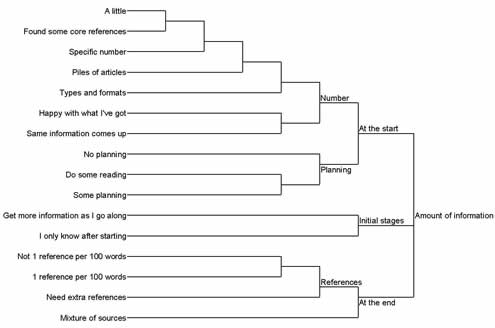 A little
Found some core references
Specific number
Piles of articles
Types and formats
Number
Happy with what I've got
At the start
Same information comes up
No planning
Planning
Do some reading
Some planning
Get more information as I go along
Initial stages
Amount of information
I only know after starting
Not 1 reference per 100 words
1 reference per 100 words
References
Need extra references
At the end
Mixture of sources